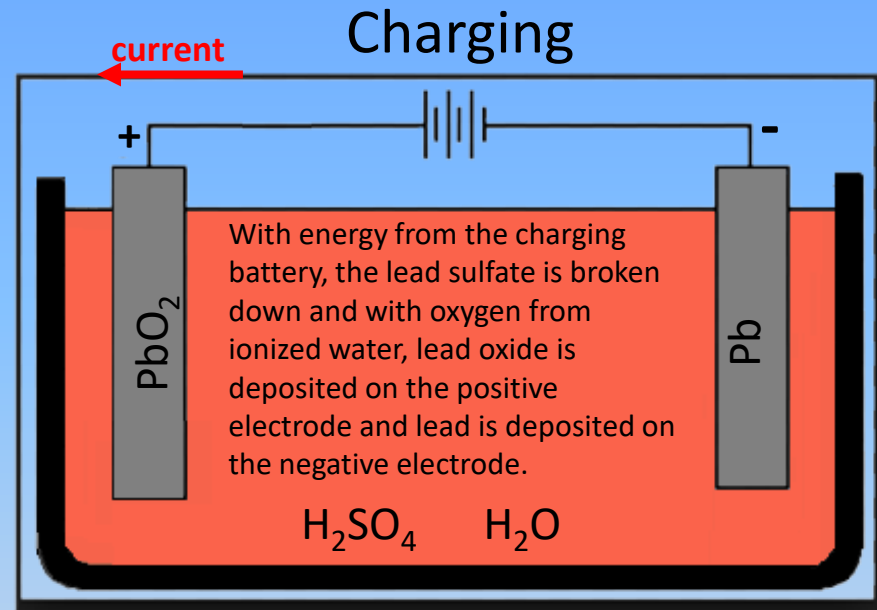 Charging
current
+
-
With energy from the charging
battery, the lead sulfate is broken
down and with oxygen from
ionized water, lead oxide is
deposited on the positive
electrode and lead is deposited on
the negative electrode.
PbO₂
Pb
H₂SO₄ H₂O